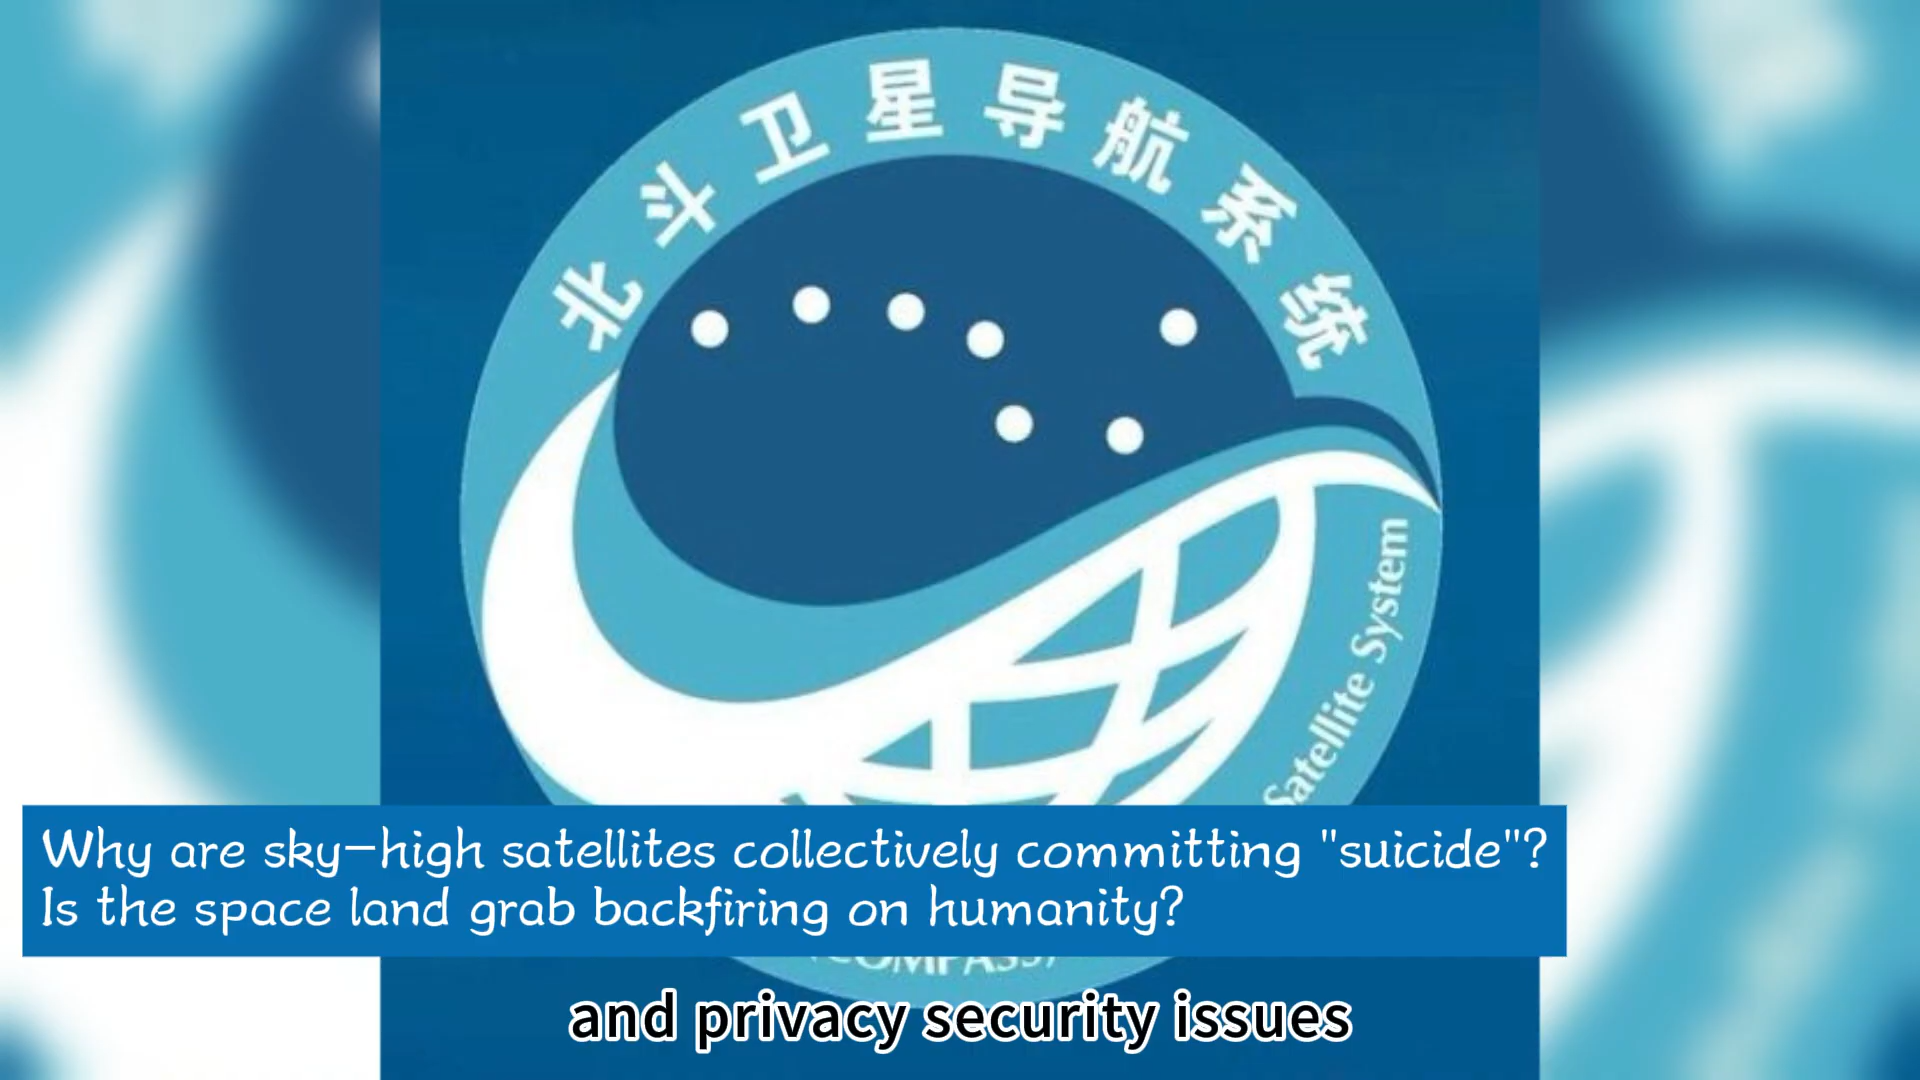 北斗卫星导航系统
Satellite System
Why are sky-high satellites collectively committing "suicide"?
Is the space land grab backfiring on humanity?
(COMPASS)
and privacy security issues